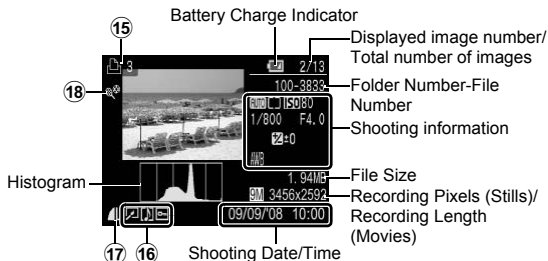 Battery Charge Indicator
15
Displayed image number/
Total number of images
3
2/13
18
100-3833
Folder Number-File
Number
AUTO ISO 80
1/800 F4.0
Shooting information
±0
AWB
1.94MB
File Size
Histogram
9M 3456x2592
Recording Pixels (Stills)/
Recording Length
(Movies)
09/09/'08 10:00
17
16
Shooting Date/Time